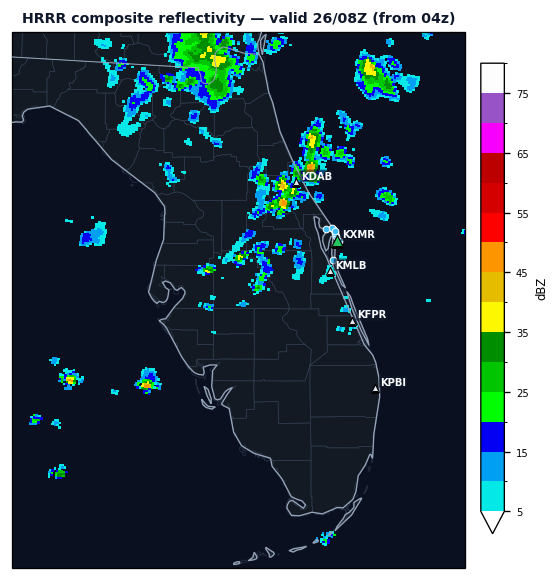 HRRR composite reflectivity — valid 26/08Z (from 04z)
75
65
55
45
35
25
15
5
dBZ
KDAB
KXMR
KMLB
KFPR
KPBI